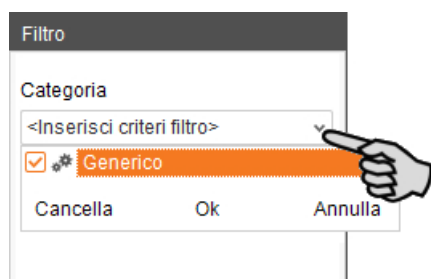 Filtro
Categoria
<Inserisci criteri filtro>
Generico
Cancella Ok Annulla